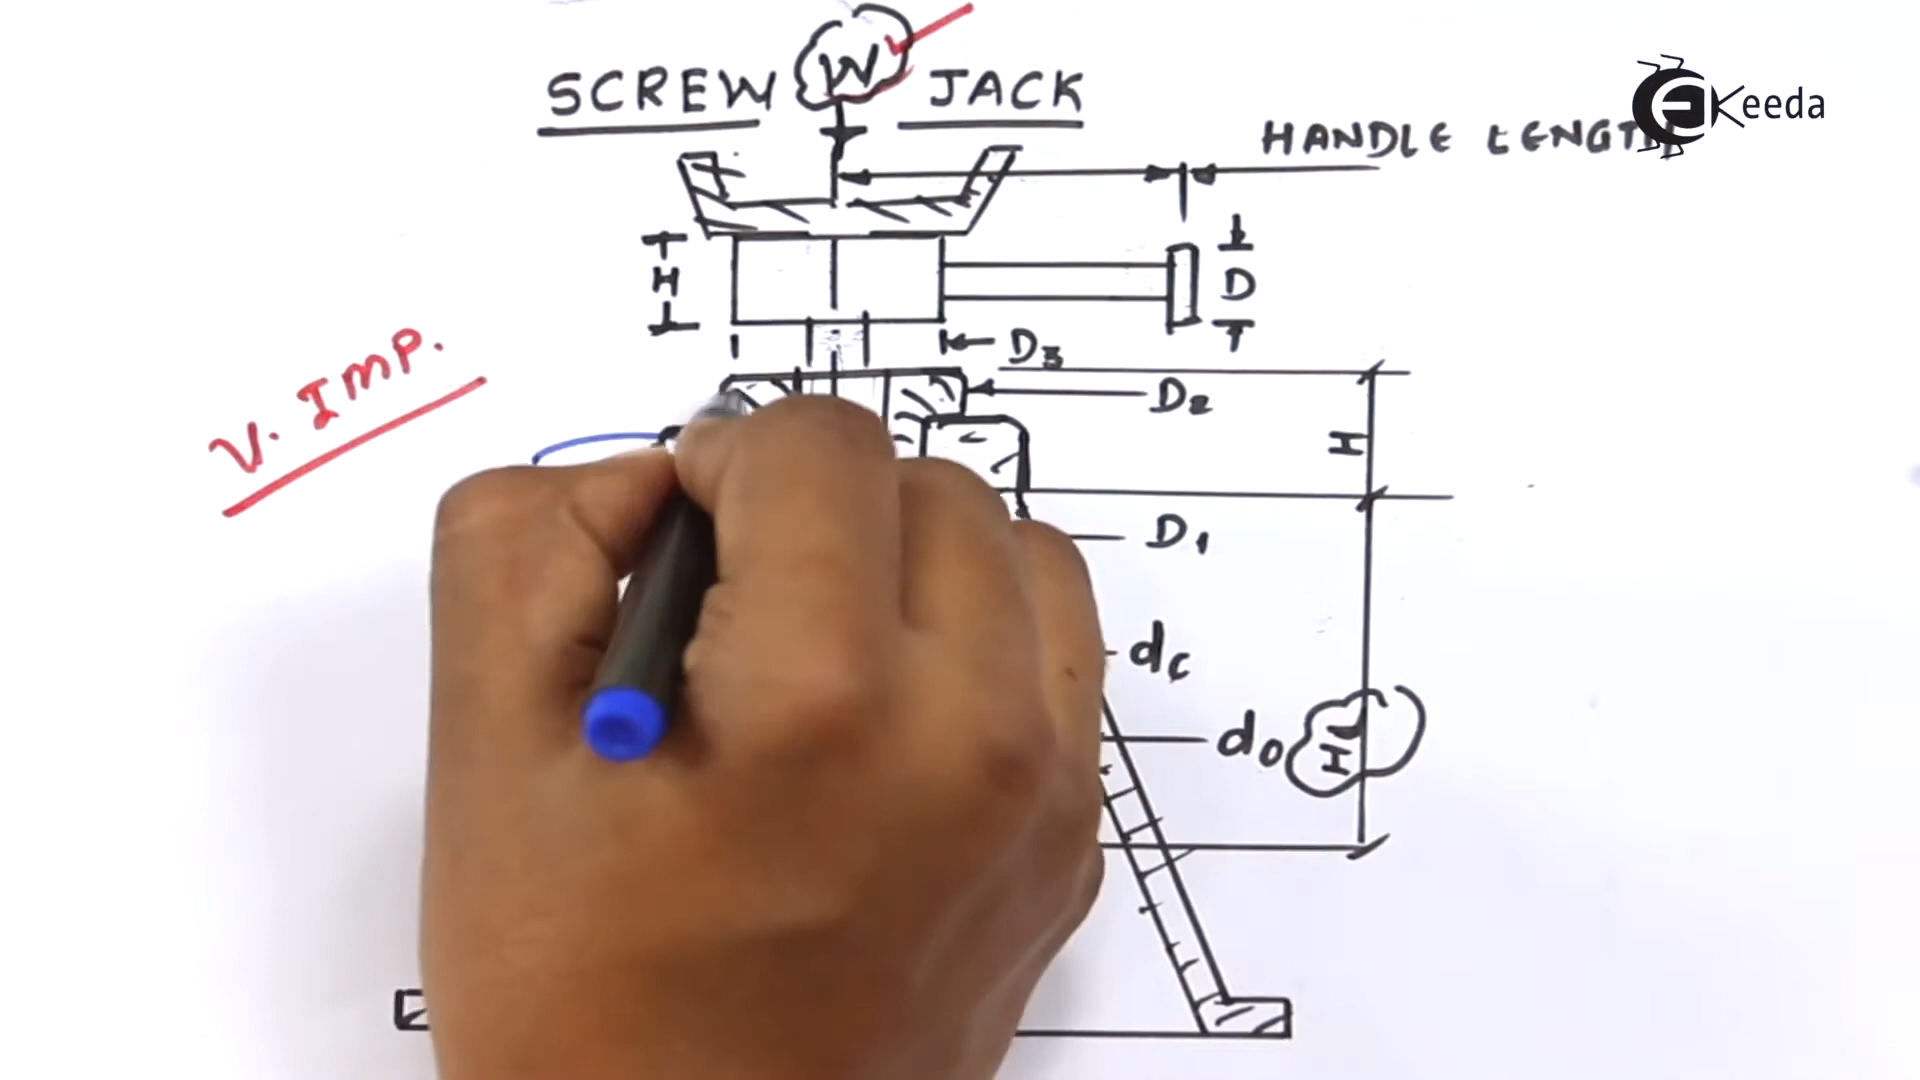 SCREW W JACK
Keeda
HANDLE LENGTH
H
D
D3
V. Imp.
D2
H
D1
dc
do